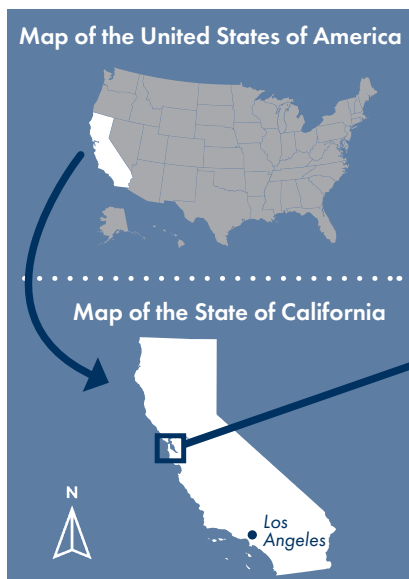 Map of the United States of America
Map of the State of California
Los
Angeles
N